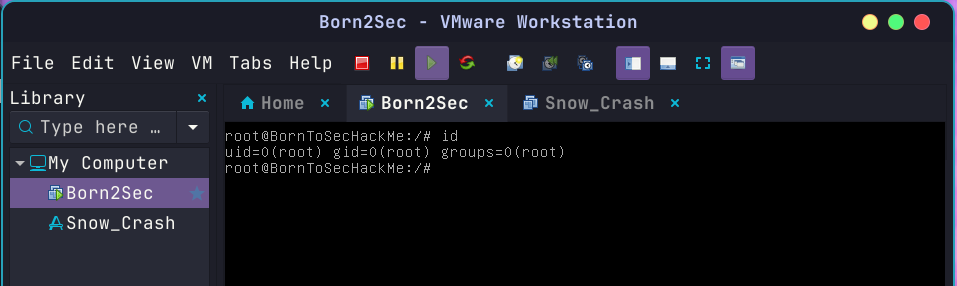 Born2Sec - VMware Workstation
File Edit View VM Tabs Help
Library
Home
Born2Sec
Snow_Crash
Type here ...
My Computer
Born2Sec
Snow_Crash
root@BornToSecHackMe:/# id
uid=0(root) gid=0(root) groups=0(root)
root@BornToSecHackMe:/#